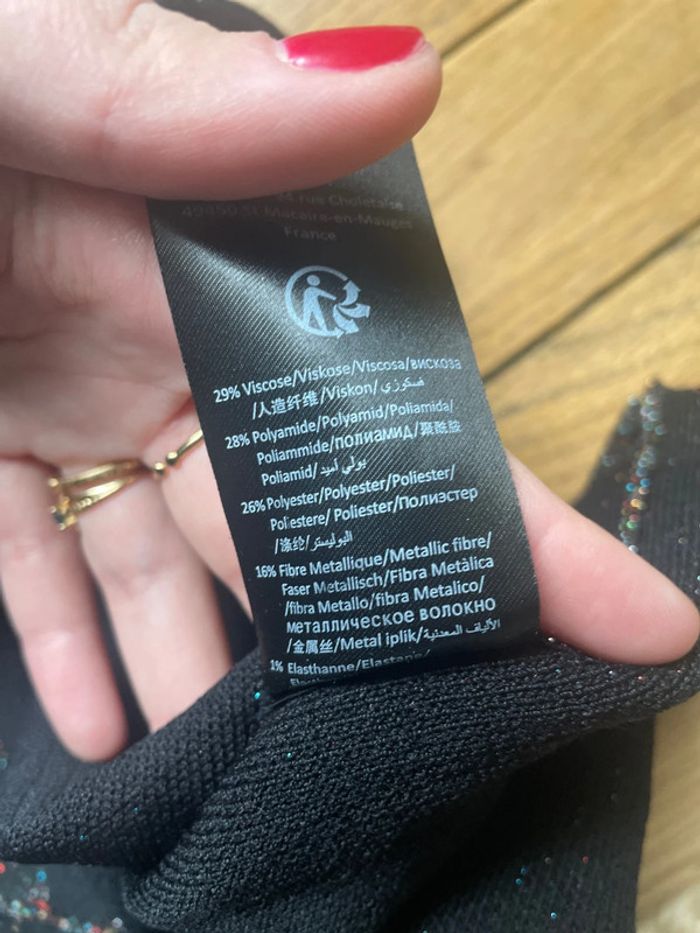 rue Choletaise
49450 St Macaire-en-Mauges
France
29% Viscose/Viskose/Viscosa/вискоза
/人造纤维/Viskon/ فسكوزي
28% Polyamide/Polyamid/Poliamida/
Poliammide/полиамид/聚酰胺
Poliamid/ بولي أميد
26% Polyester/Polyester/Poliester/
Poliestere/ Poliester/Полиэстер
/涤纶/البوليستر
16% Fibre Metallique/Metallic fibre/
Faser Metallisch/Fibra Metàlica
/fibra Metallo/fibra Metalico/
металлическое волокно
/金属丝/Metal iplik/الألياف المعدنية
1% Elasthanne/Elastane/